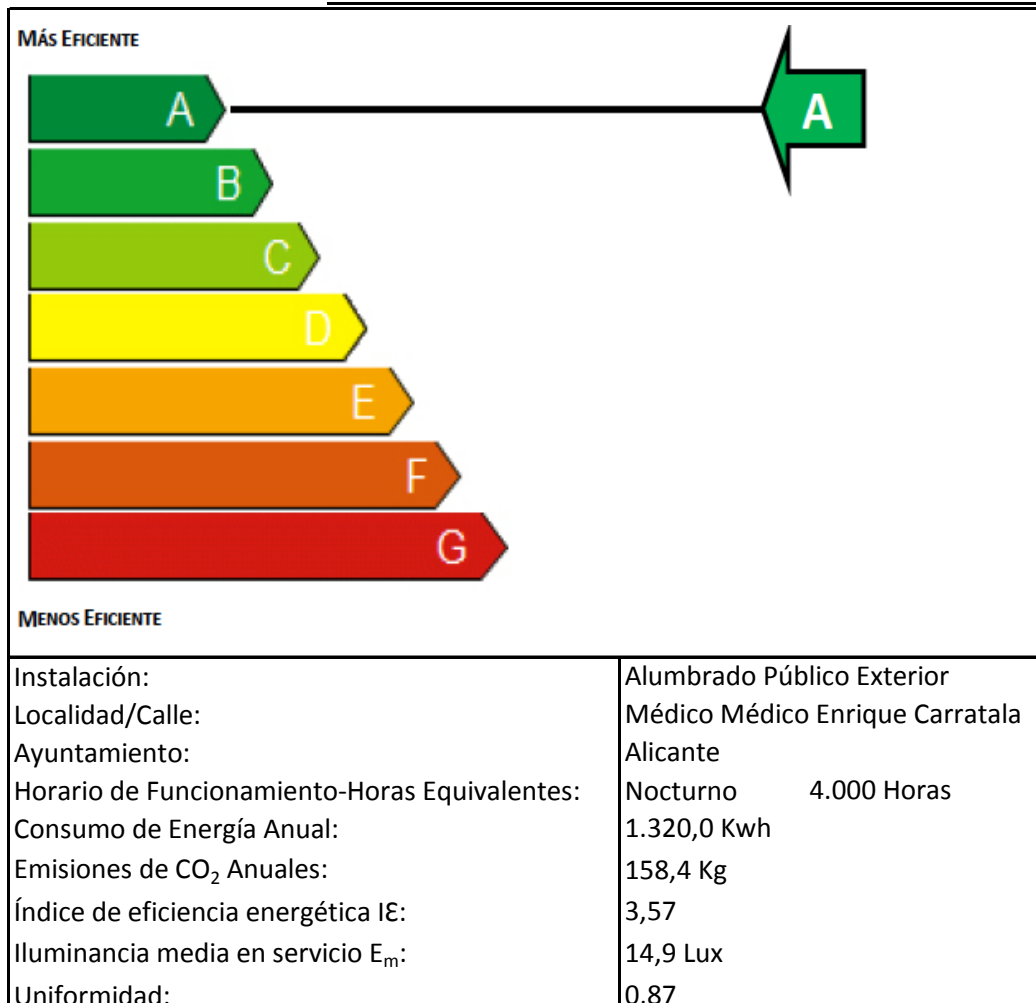 MÁS EFICIENTE
A A
B
C
D
E
F
G
MENOS EFICIENTE
Instalación: Alumbrado Público Exterior
Localidad/Calle: Médico Médico Enrique Carratala
Ayuntamiento: Alicante
Horario de Funcionamiento-Horas Equivalentes: Nocturno 4.000 Horas
Consumo de Energía Anual: 1.320,0 Kwh
Emisiones de CO₂ Anuales: 158,4 Kg
Índice de eficiencia energética IƐ: 3,57
Iluminancia media en servicio Eₘ: 14,9 Lux
Uniformidad: 0,87